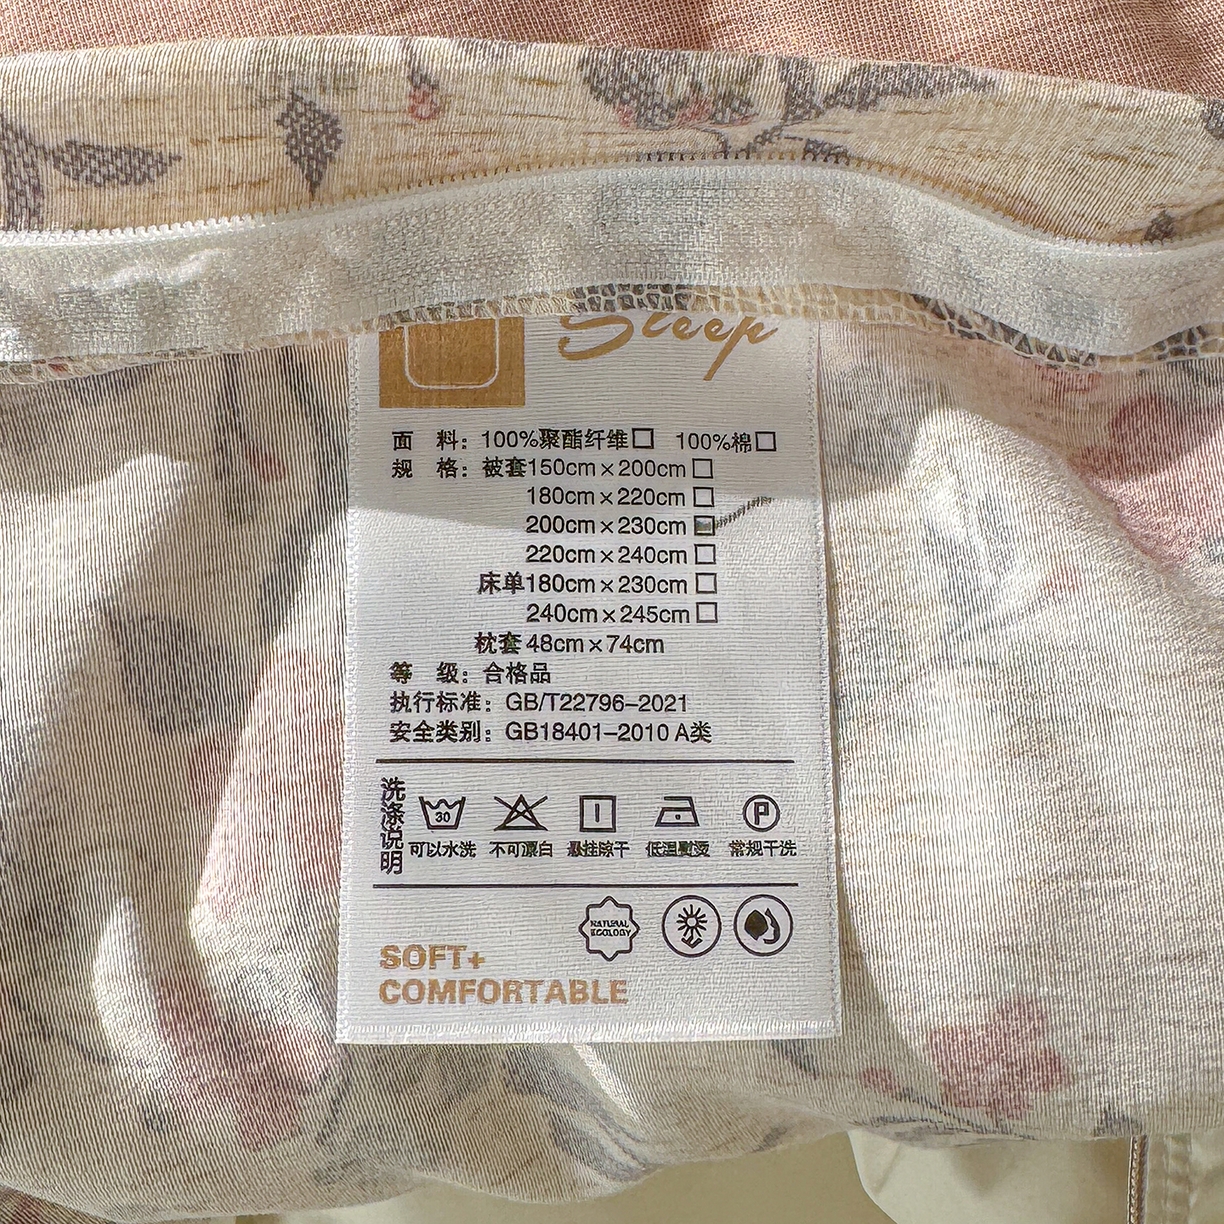 Sleep
面 料：100%聚酯纤维□ 100%棉□
规 格：被套150cm×200cm□
180cm×220cm□
200cm×230cm□
220cm×240cm□
床单180cm×230cm□
240cm×245cm□
枕套 48cm×74cm
等 级：合格品
执行标准：GB/T22796-2021
安全类别：GB18401-2010 A类
洗涤说明
30
P
可以水洗 不可漂白 悬挂晾干 低温熨烫 常规干洗
NATURAL
ECOLOGY
SOFT+
COMFORTABLE